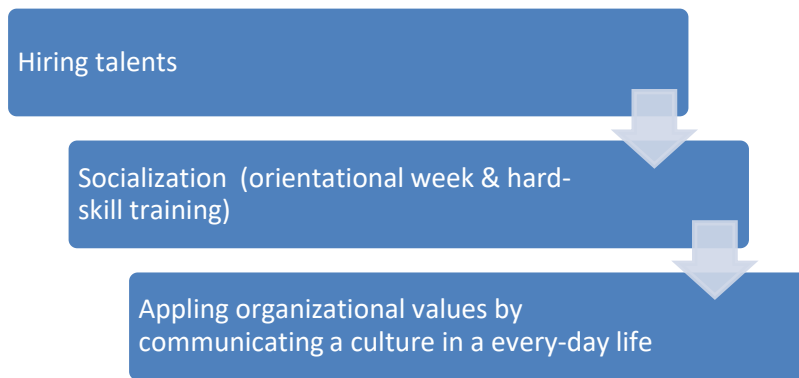 Hiring talents
Socialization  (orientational week & hard-
skill training)
Appling organizational values by
communicating a culture in a every-day life